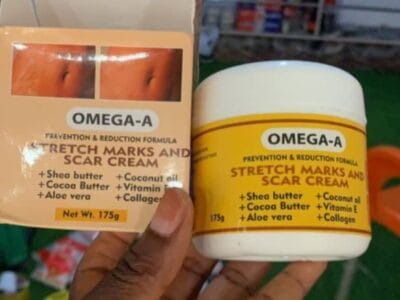 OMEGA-A
PREVENTION & REDUCTION FORMULA
STRETCH MARKS AND
SCAR CREAM
+Shea butter +Coconut oil
+Cocoa Butter +Vitamin E
+Aloe vera +Collagen
Net Wt. 175g
OMEGA-A
PREVENTION & REDUCTION FORMULA
STRETCH MARKS AND
SCAR CREAM
+Shea butter +Coconut oil
+Cocoa Butter +Vitamin E
175g +Aloe vera +Collagen